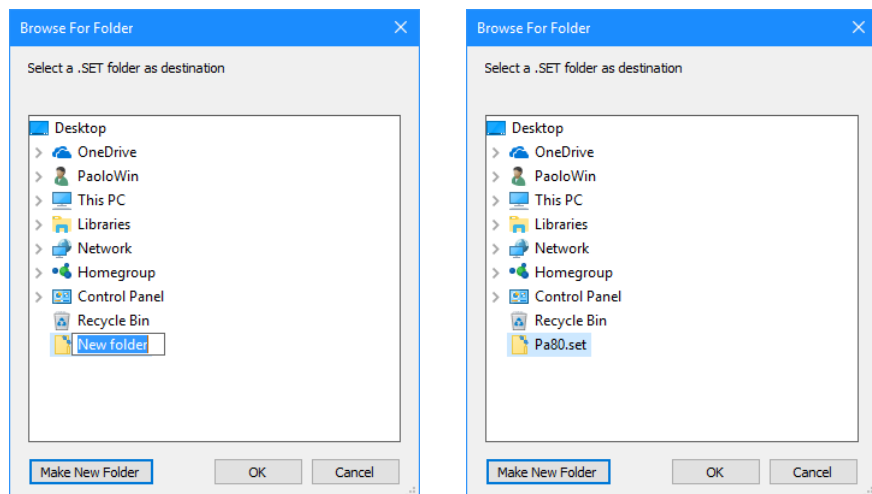 Browse For Folder
Select a .SET folder as destination
Desktop
OneDrive
PaoloWin
This PC
Libraries
Network
Homegroup
Control Panel
Recycle Bin
New folder
Make New Folder OK Cancel
Browse For Folder
Select a .SET folder as destination
Desktop
OneDrive
PaoloWin
This PC
Libraries
Network
Homegroup
Control Panel
Recycle Bin
Pa80.set
Make New Folder OK Cancel